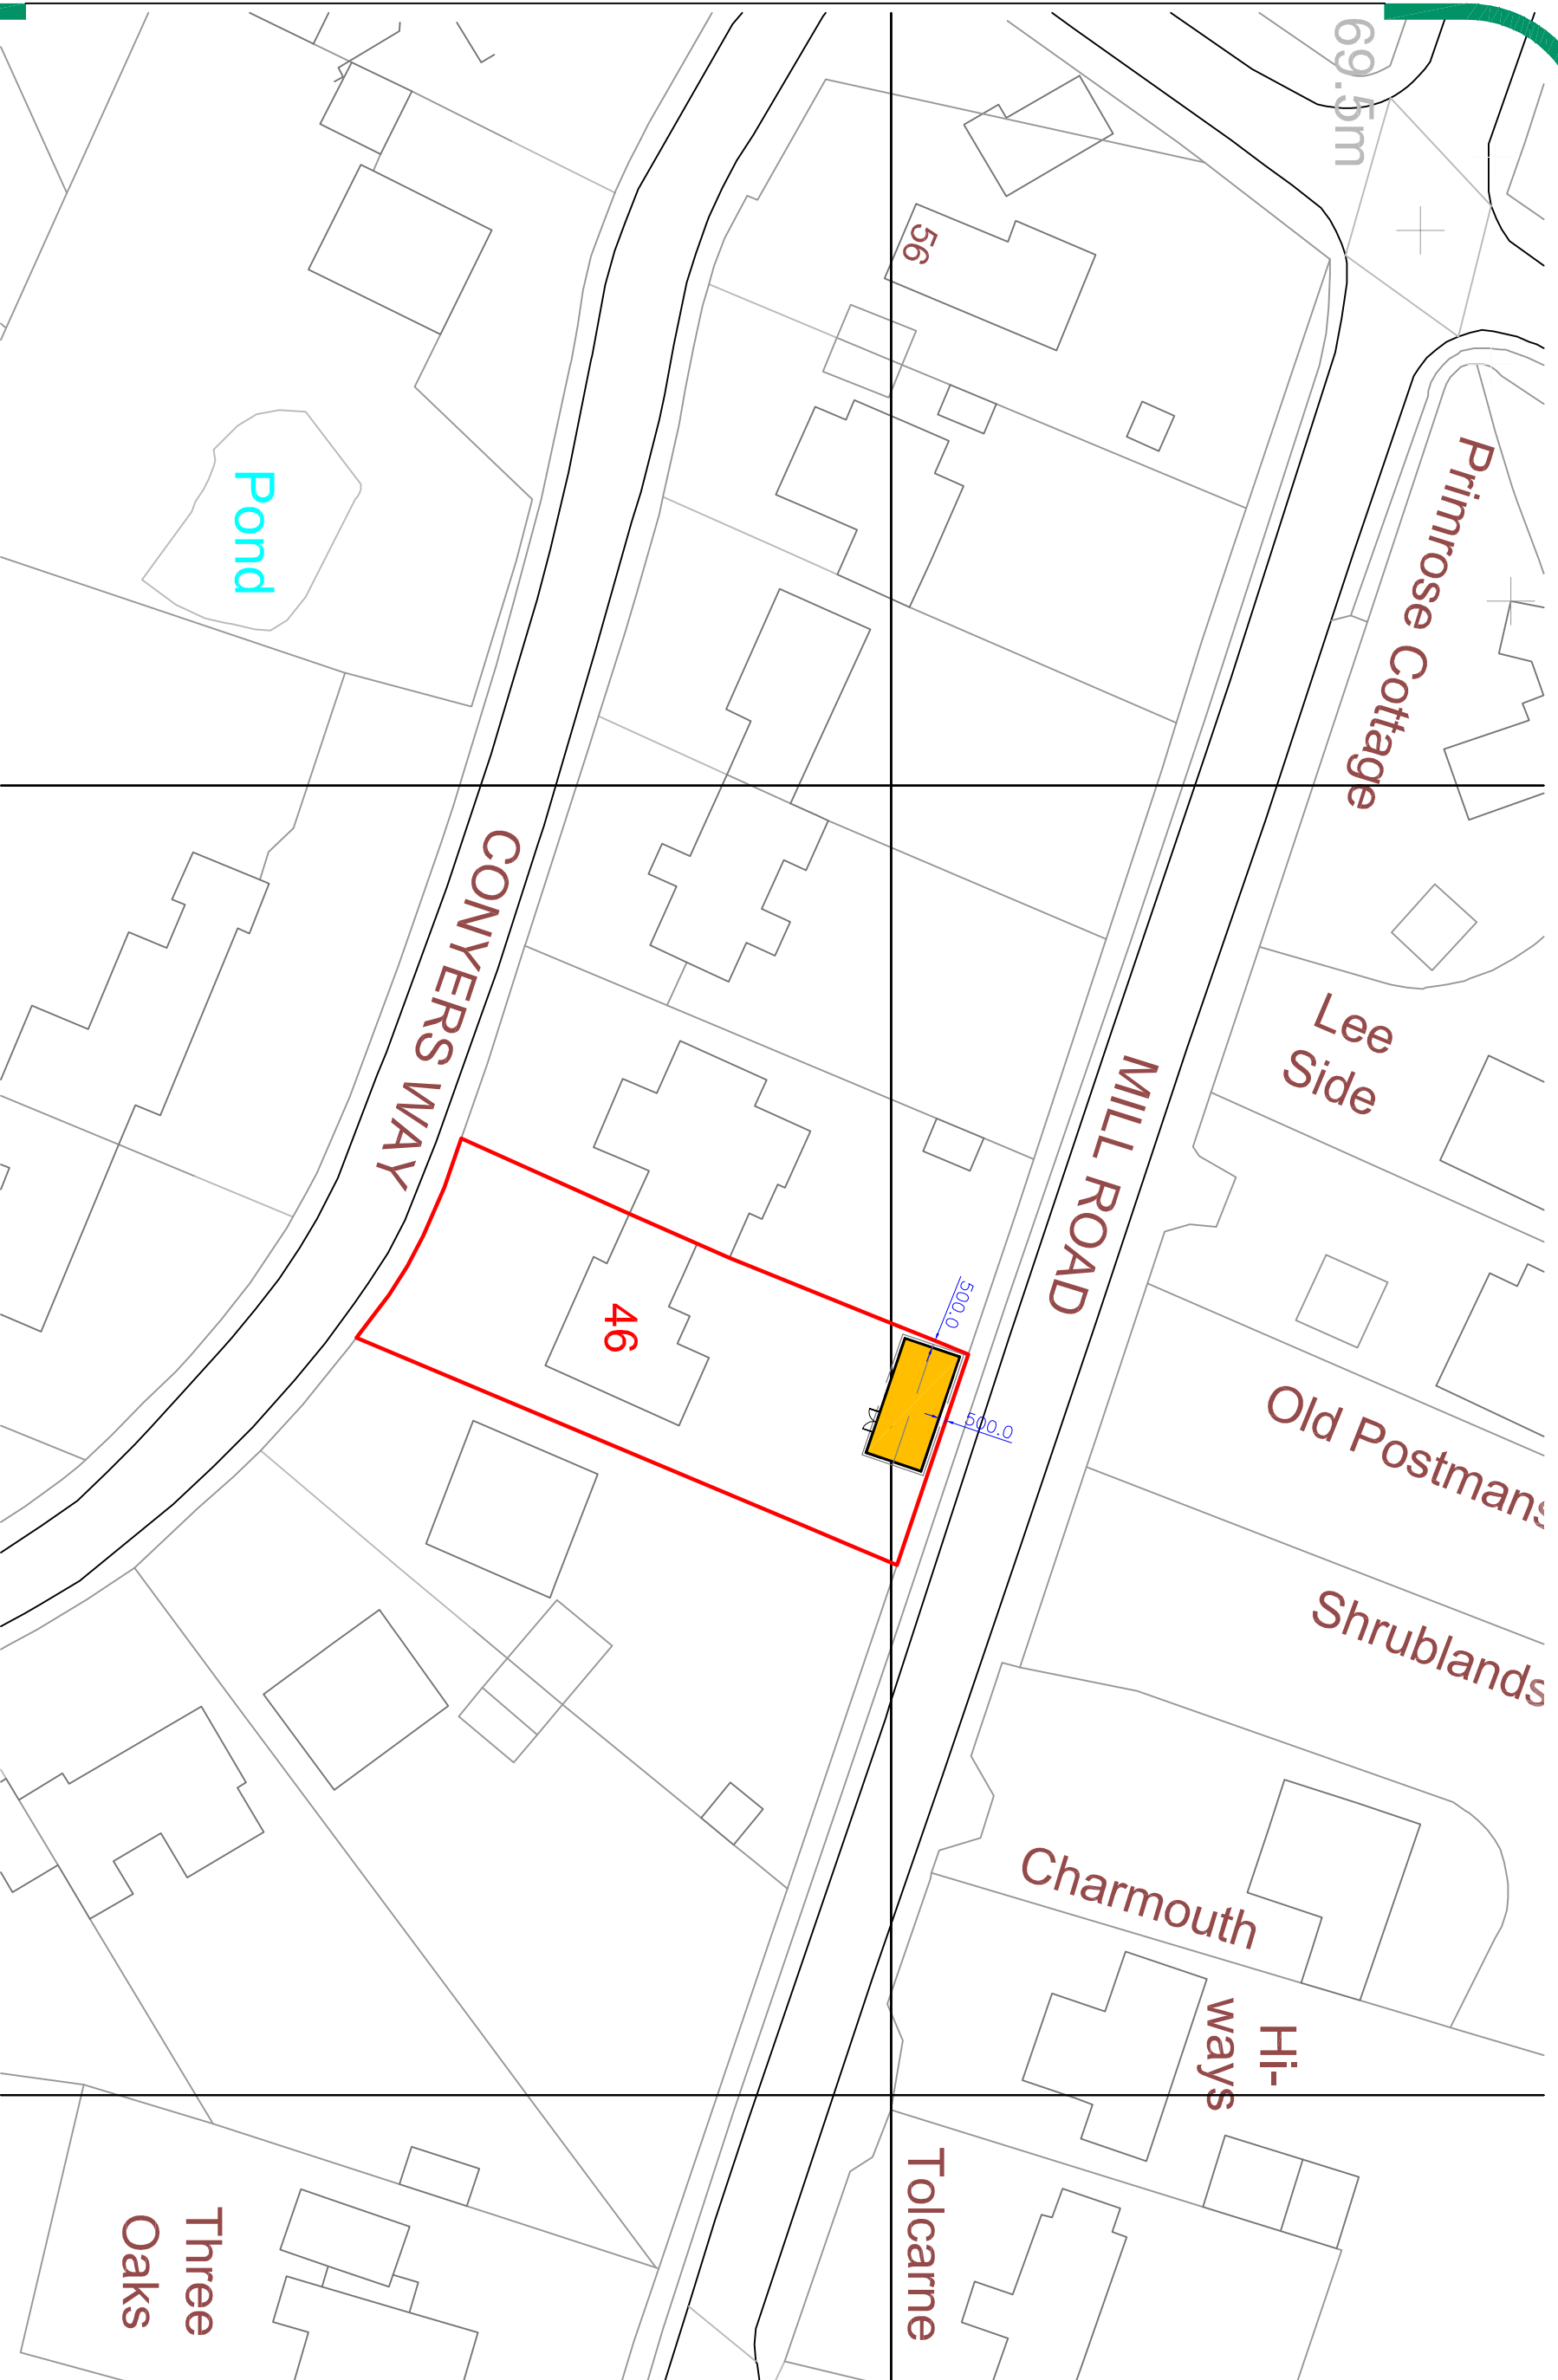 69.5m
56
Primrose Cottage
Pond
CONYERS WAY
Lee
Side
MILL ROAD
46
500.0
500.0
Old Postmans
Shrublands
Charmouth
Hi-
ways
Tolcarne
Three
Oaks